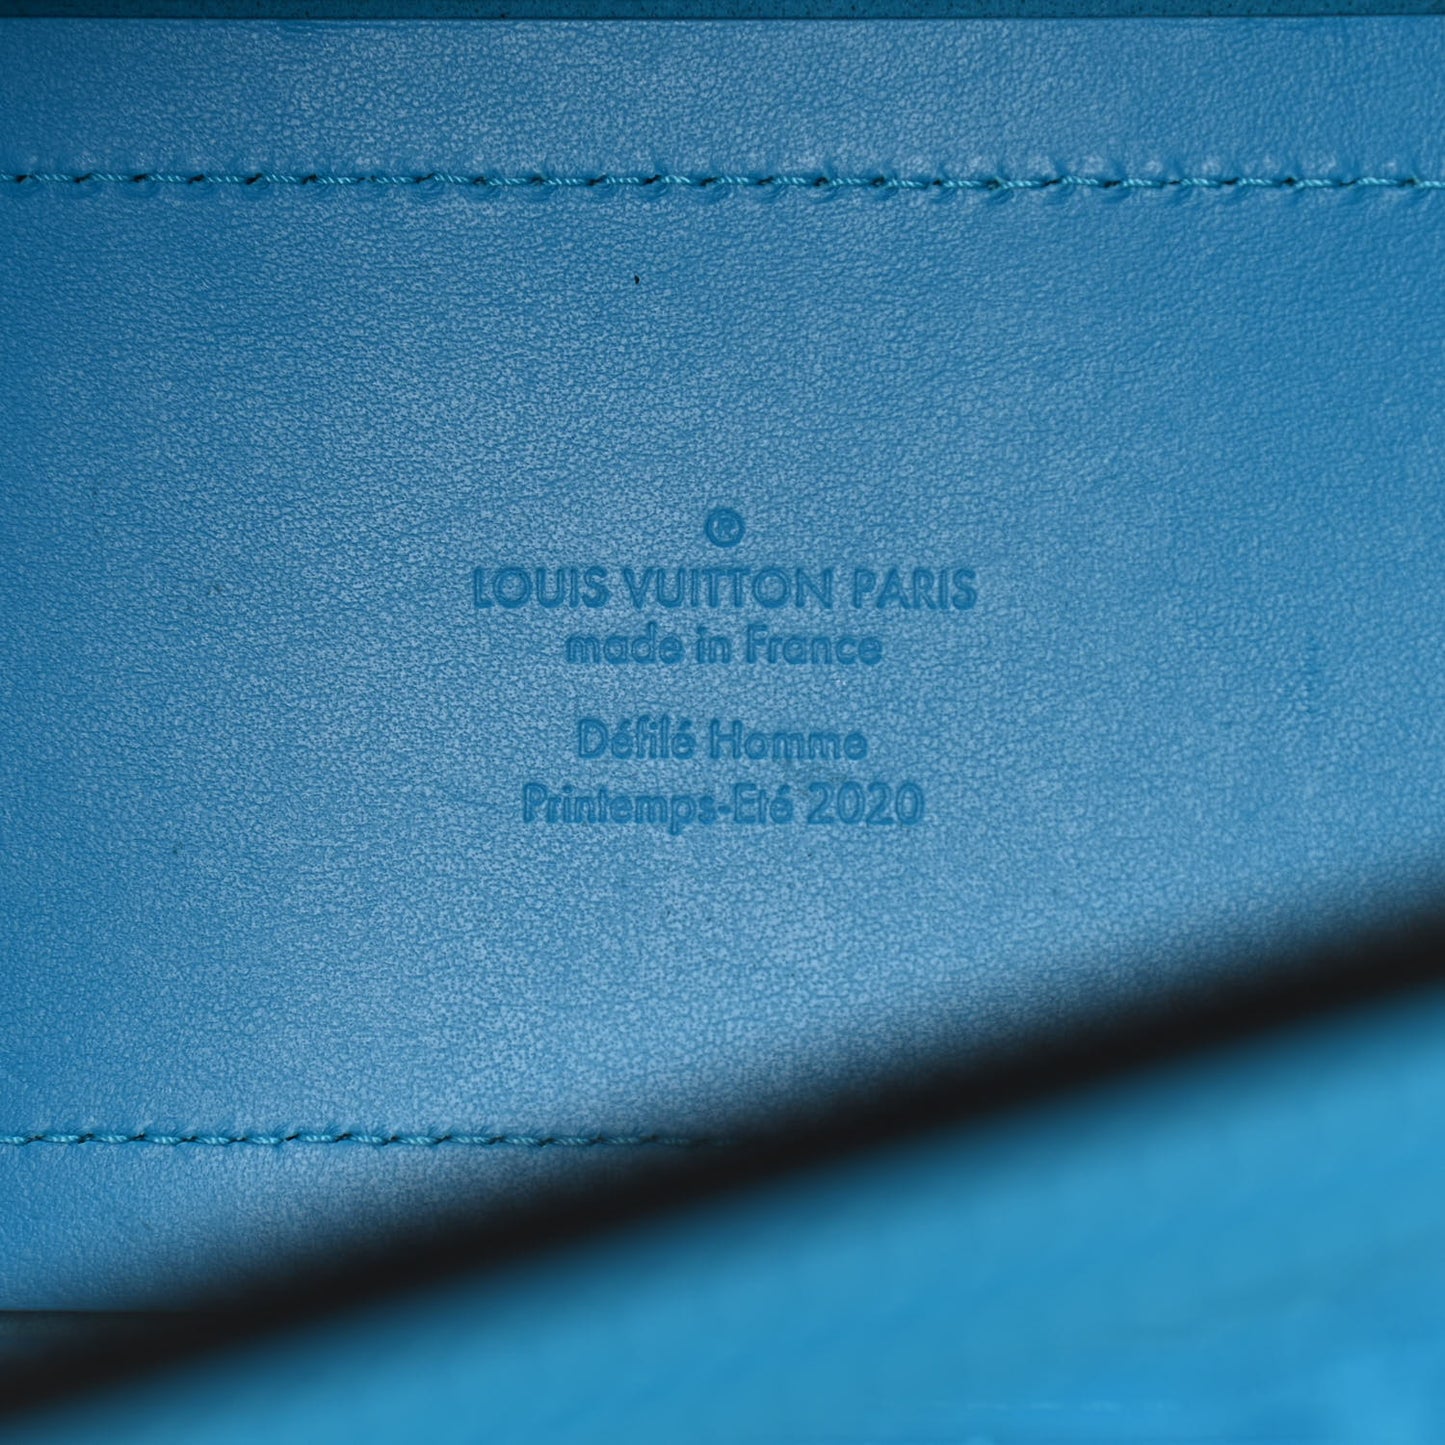 ®
LOUIS VUITTON PARIS
made in France
Défilé Homme
Printemps-Eté 2020